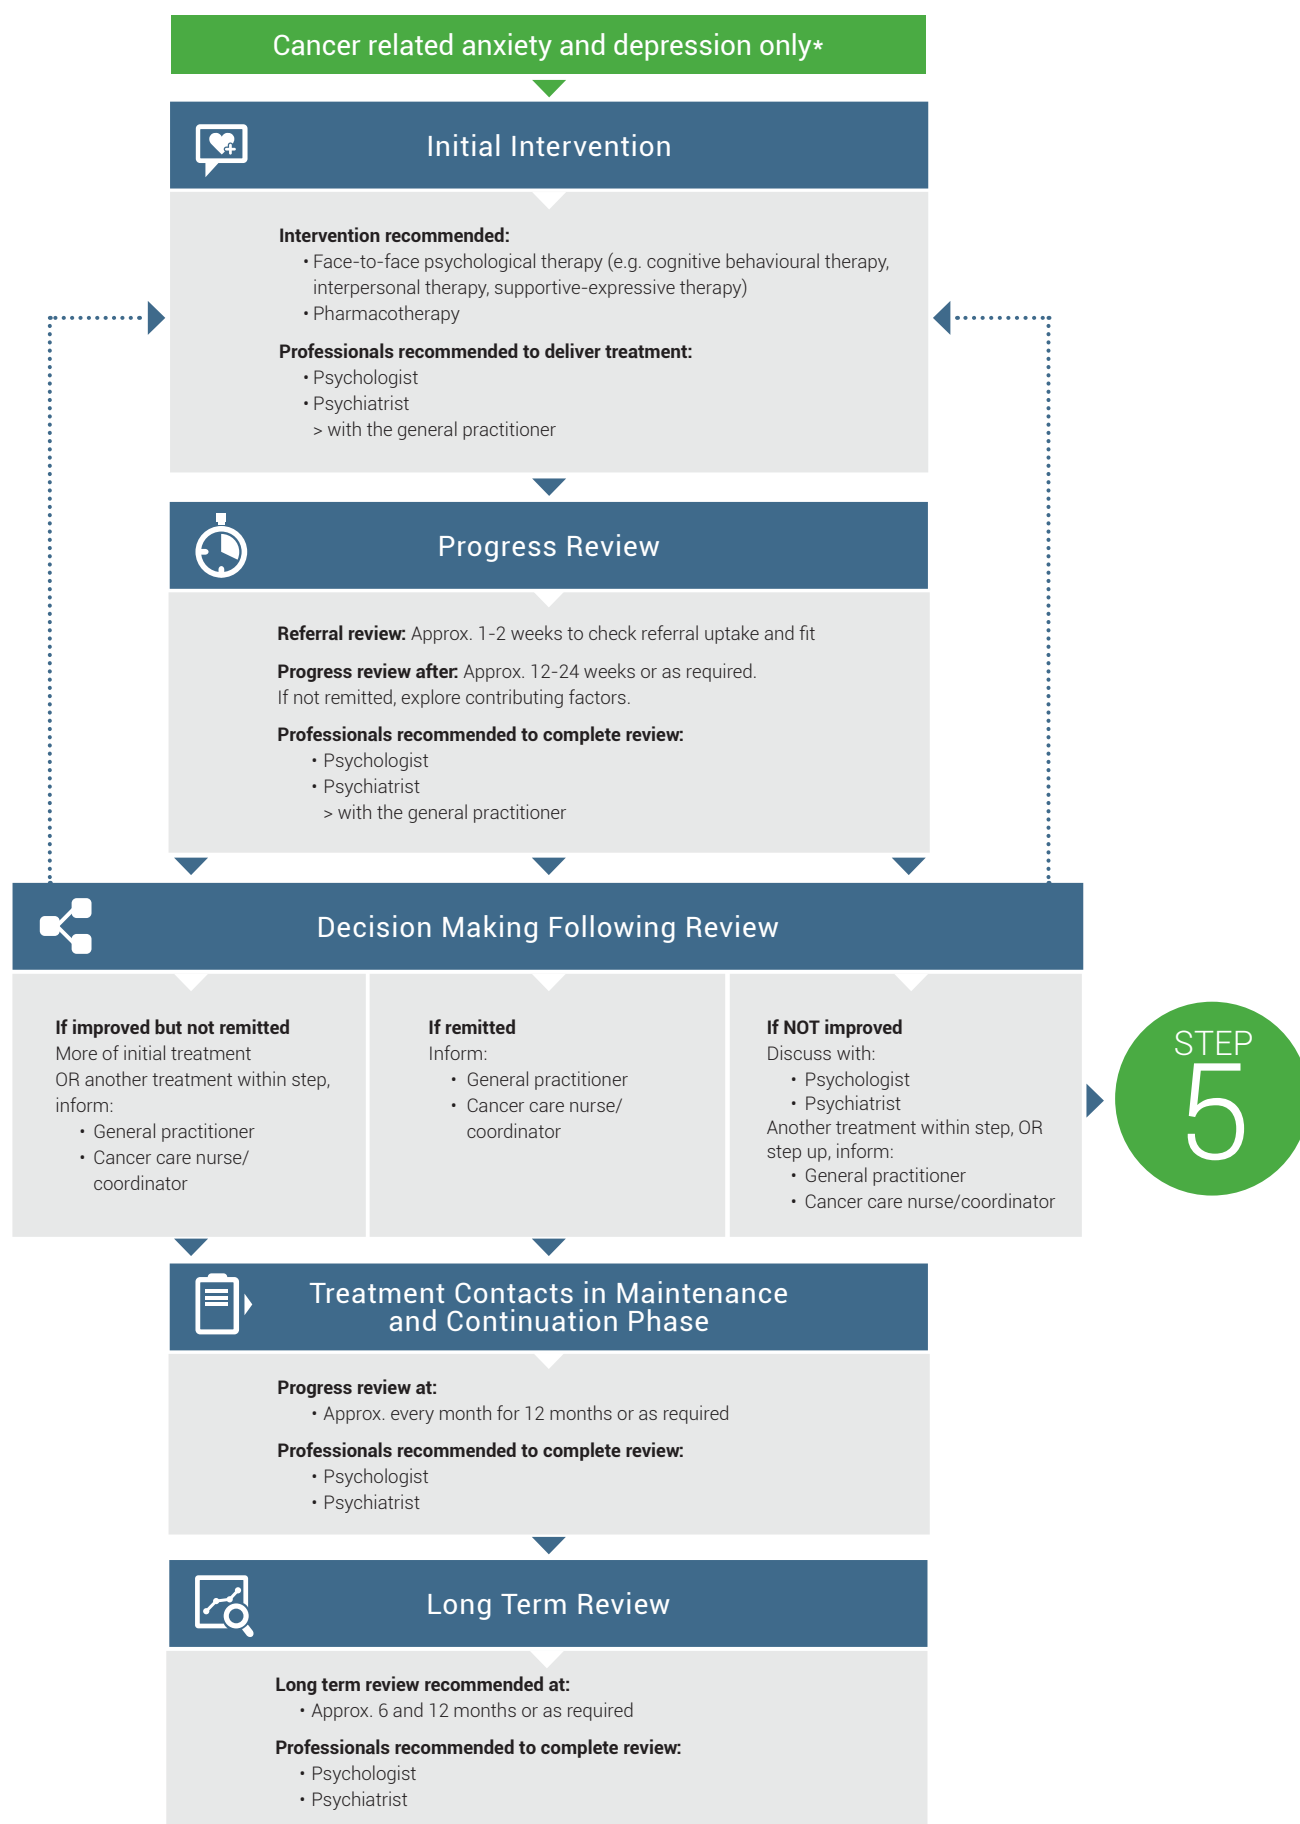 Cancer related anxiety and depression only*
Initial Intervention
Intervention recommended:
• Face-to-face psychological therapy (e.g. cognitive behavioural therapy,
interpersonal therapy, supportive-expressive therapy)
• Pharmacotherapy
Professionals recommended to deliver treatment:
• Psychologist
• Psychiatrist
> with the general practitioner
Progress Review
Referral review: Approx. 1-2 weeks to check referral uptake and fit
Progress review after: Approx. 12-24 weeks or as required.
If not remitted, explore contributing factors.
Professionals recommended to complete review:
• Psychologist
• Psychiatrist
> with the general practitioner
Decision Making Following Review
If improved but not remitted
More of initial treatment
OR another treatment within step,
inform:
• General practitioner
• Cancer care nurse/
coordinator
If remitted
Inform:
• General practitioner
• Cancer care nurse/
coordinator
If NOT improved
Discuss with:
• Psychologist
• Psychiatrist
Another treatment within step, OR
step up, inform:
• General practitioner
• Cancer care nurse/coordinator
STEP
5
Treatment Contacts in Maintenance
and Continuation Phase
Progress review at:
• Approx. every month for 12 months or as required
Professionals recommended to complete review:
• Psychologist
• Psychiatrist
Long Term Review
Long term review recommended at:
• Approx. 6 and 12 months or as required
Professionals recommended to complete review:
• Psychologist
• Psychiatrist